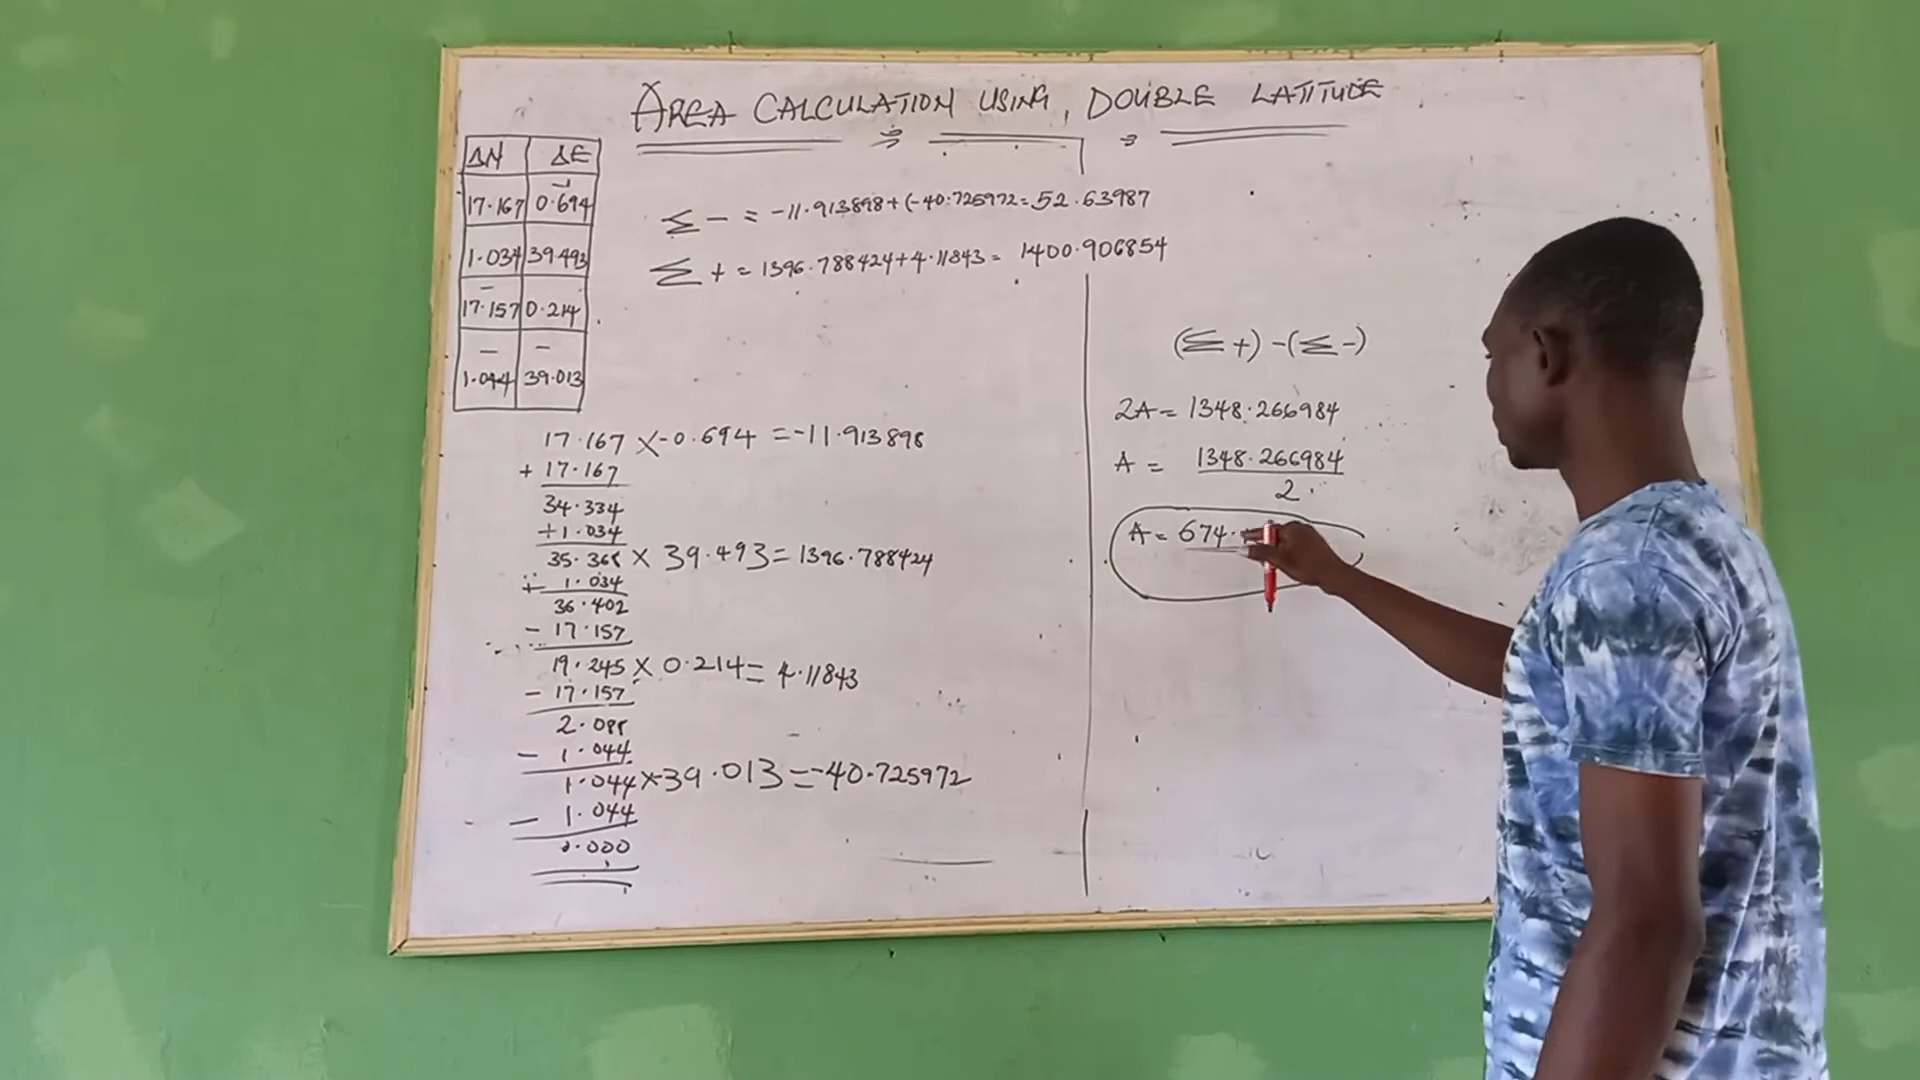 AREA CALCULATION USING, DOUBLE LATITUDE
ΔN ΔE
17.167 -0.694
1.034 39.493
-17.157 0.214
-1.044 -39.013
Σ - = -11.913898+(-40.725972=52.63987
Σ + = 1396.788424+4.11843= 1400.906854
17.167 X-0.694 =-11.913898
+ 17.167
34.334
+1.034
35.368 X 39.493=1396.788424
+ 1.034
36.402
- 17.157
19.245 X 0.214= 4.11843
- 17.157
2.088
- 1.044
1.044x-39.013=-40.725972
- 1.044
0.000
(Σ+)-(Σ-)
2A= 1348.266984
A = 1348.266984
2
A= 674.